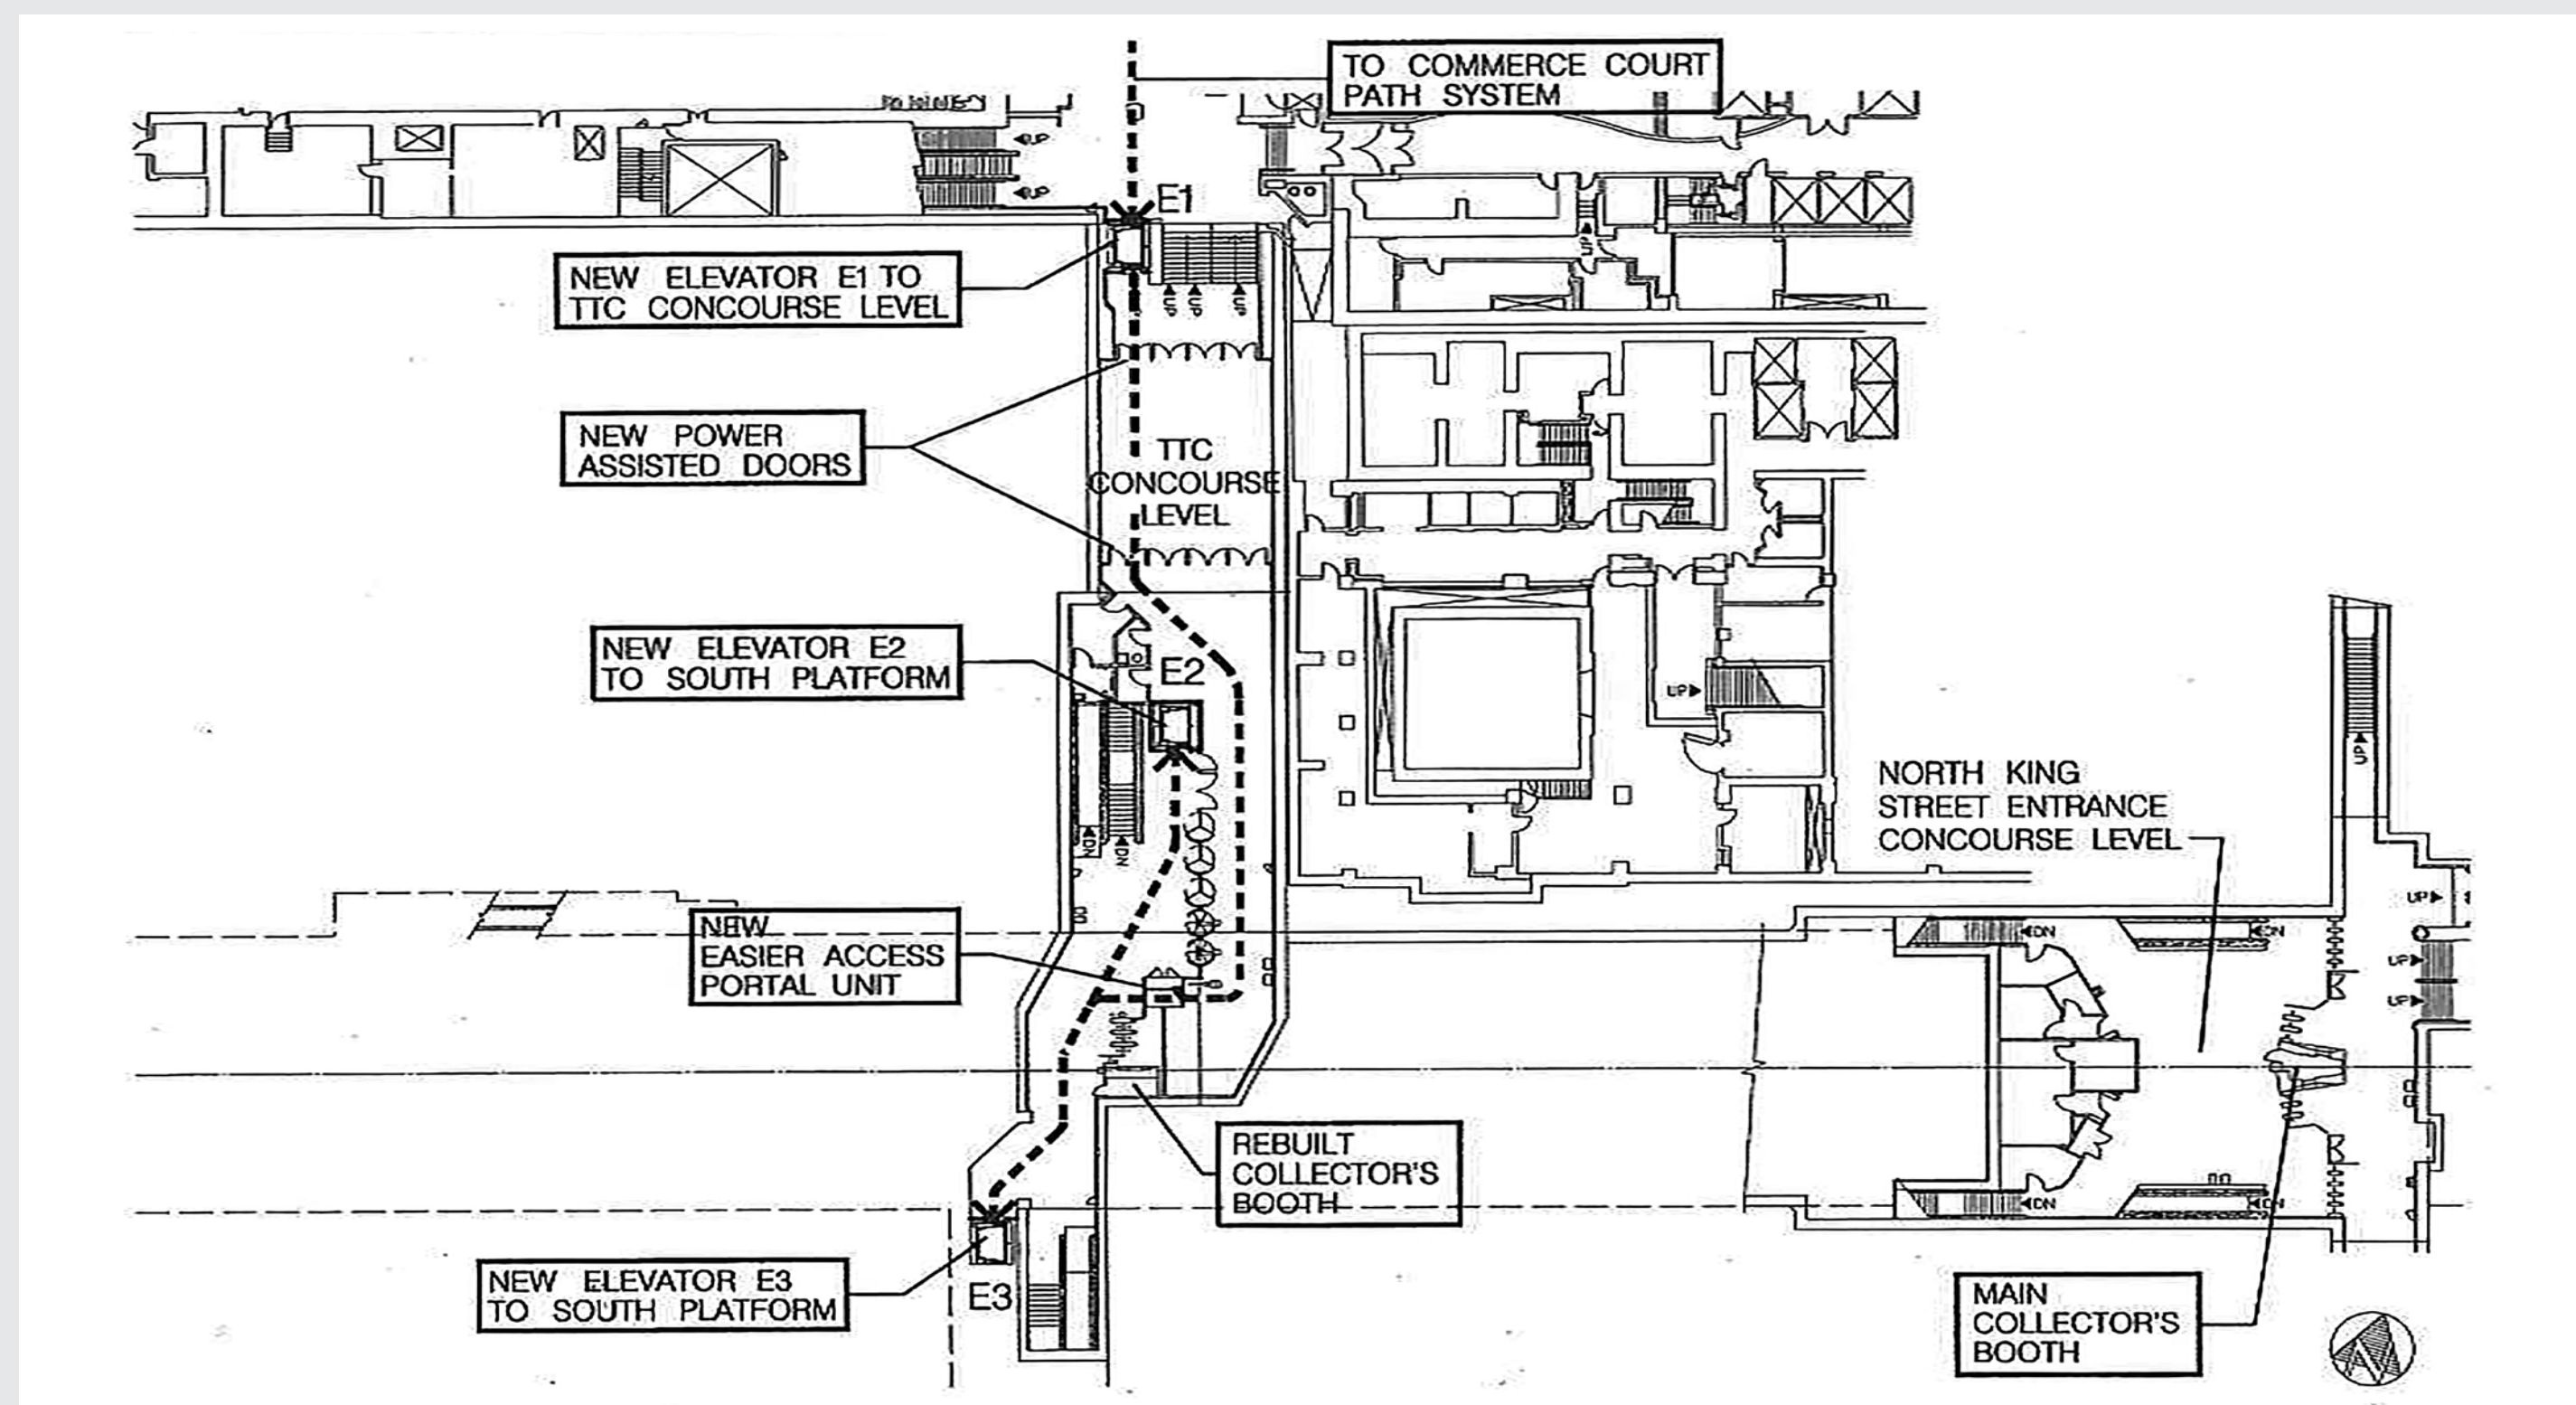 TO COMMERCE COURT
PATH SYSTEM
UP
UP
E1
NEW ELEVATOR E1 TO
TTC CONCOURSE LEVEL
UP
UP
UP
UP
NEW POWER
ASSISTED DOORS
TTC
CONCOURSE
LEVEL
NEW ELEVATOR E2
TO SOUTH PLATFORM
E2
UP
UP
NORTH KING
STREET ENTRANCE
CONCOURSE LEVEL
DN
DN
UP
NEW
EASIER ACCESS
PORTAL UNIT
DN
DN
UP
UP
REBUILT
COLLECTOR'S
BOOTH
DN
DN
NEW ELEVATOR E3
TO SOUTH PLATFORM
E3
MAIN
COLLECTOR'S
BOOTH